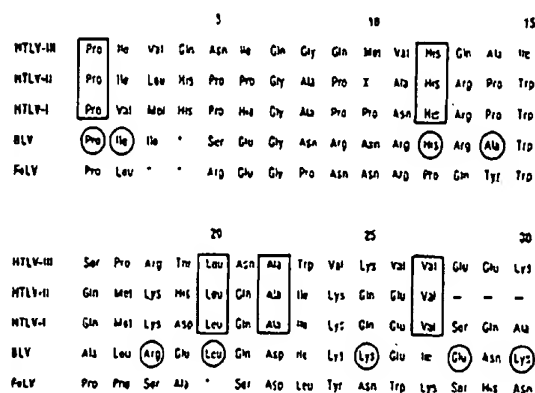 5 10 15
HTLV-III Pro Ile Val Gln Asn Ile Gln Gly Gln Met Val His Gln Ala Ile
HTLV-II Pro Ile Leu His Pro Pro Gly Ala Pro X Ala His Arg Pro Trp
HTLV-I Pro Val Met His Pro His Gly Ala Pro Pro Asn His Arg Pro Trp
BLV Pro Ile Ile * Ser Glu Gly Asn Arg Asn Arg His Arg Ala Trp
FeLV Pro Leu * * Arg Glu Gly Pro Asn Asn Arg Pro Gln Tyr Trp
20 25 30
HTLV-III Ser Pro Arg Thr Leu Asn Ala Trp Val Lys Val Val Glu Glu Lys
HTLV-II Gln Met Lys His Leu Gln Ala Ile Lys Gln Glu Val – – –
HTLV-I Gln Met Lys Asp Leu Gln Ala Ile Lys Gln Glu Val Ser Gln Ala
BLV Ala Leu Arg Glu Leu Gln Asp Ile Lys Lys Glu Ile Glu Asn Lys
FeLV Pro Phe Ser Ala * Ser Asp Leu Tyr Asn Trp Lys Ser His Asn